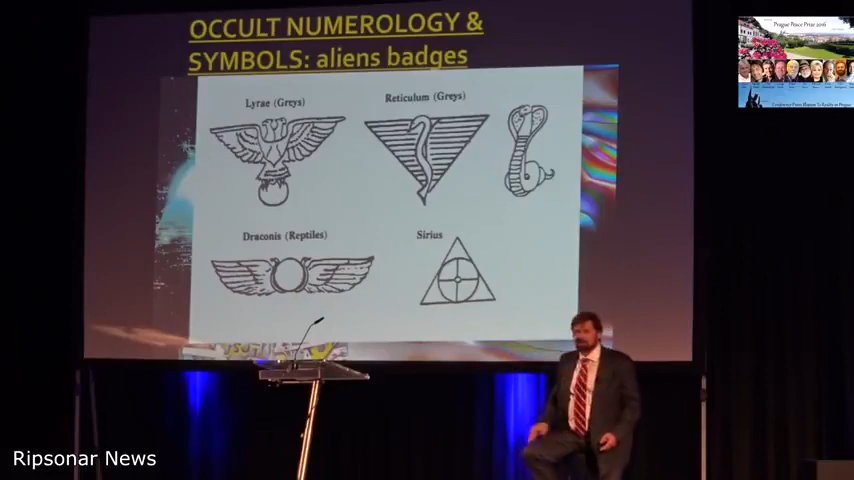 OCCULT NUMEROLOGY &
SYMBOLS: aliens badges
Lyrae (Greys)
Reticulum (Greys)
Draconis (Reptiles)
Sirius
Prague Peace Prize 2016
Ripsonar News